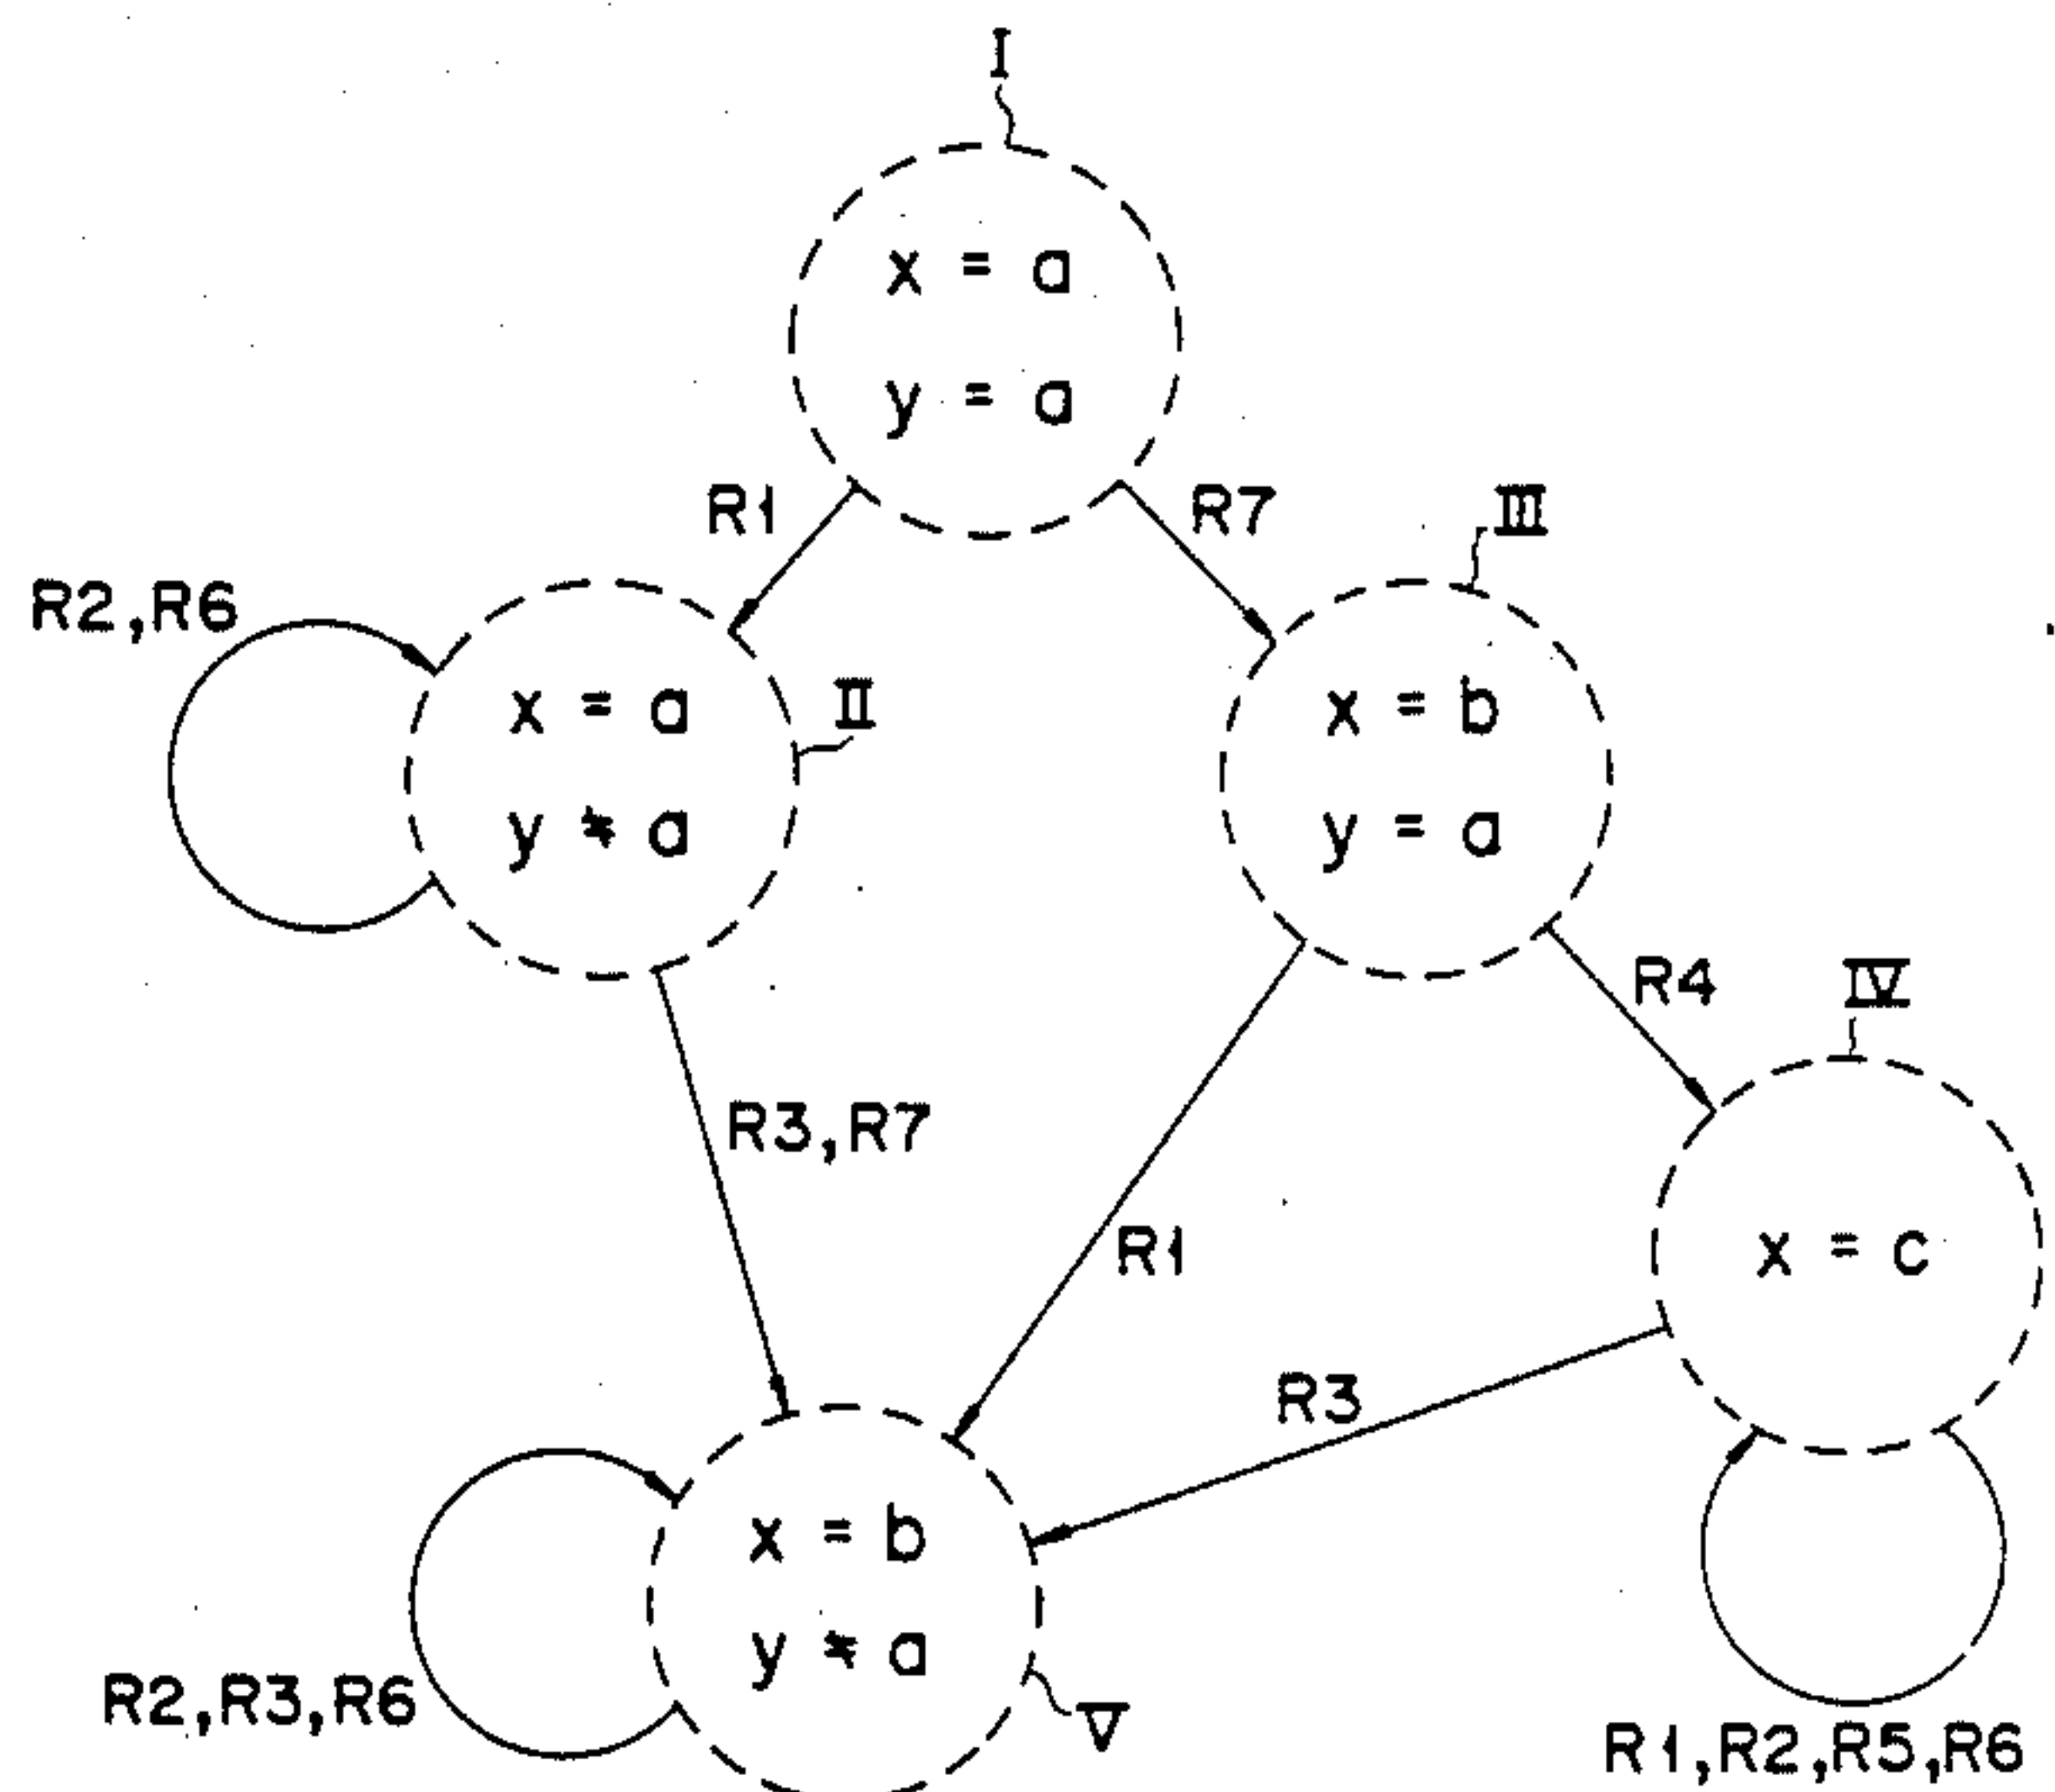 I
x = a
y = a
R1
R7
III
R2,R6
x = a
II
x = b
y ≠ a
y = a
R4
IV
R3,R7
R1
x = c
R3
x = b
y ≠ a
R2,R3,R6
V
R1,R2,R5,R6